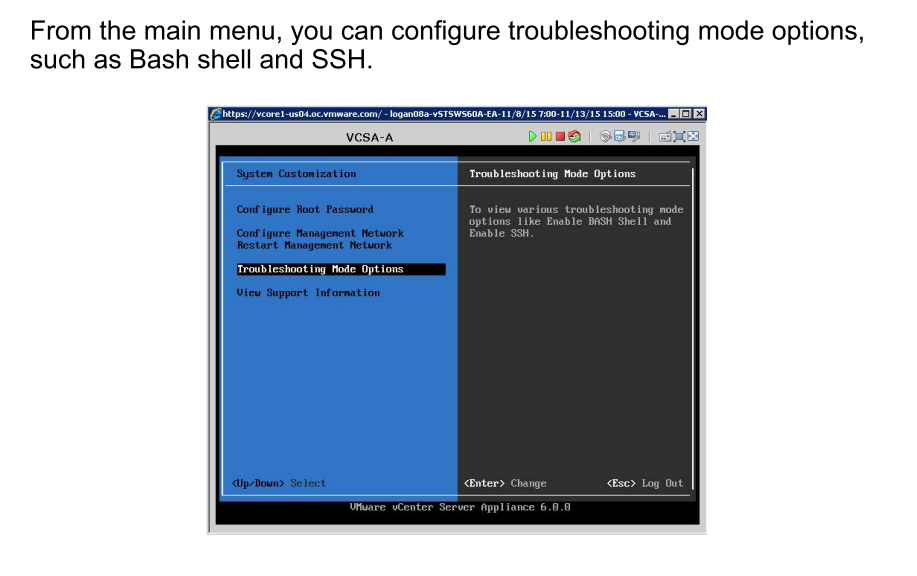 From the main menu, you can configure troubleshooting mode options,
such as Bash shell and SSH.
https://vcore1-us04.oc.vmware.com/ - logan08a-vSTSWS60A-EA-11/8/15 7:00-11/13/15 15:00 - VCSA-...
VCSA-A
System Customization
Troubleshooting Mode Options
Configure Root Password
To view various troubleshooting mode
options like Enable BASH Shell and
Enable SSH.
Configure Management Network
Restart Management Network
Troubleshooting Mode Options
View Support Information
<Up/Down> Select
<Enter> Change
<Esc> Log Out
VMware vCenter Server Appliance 6.0.0